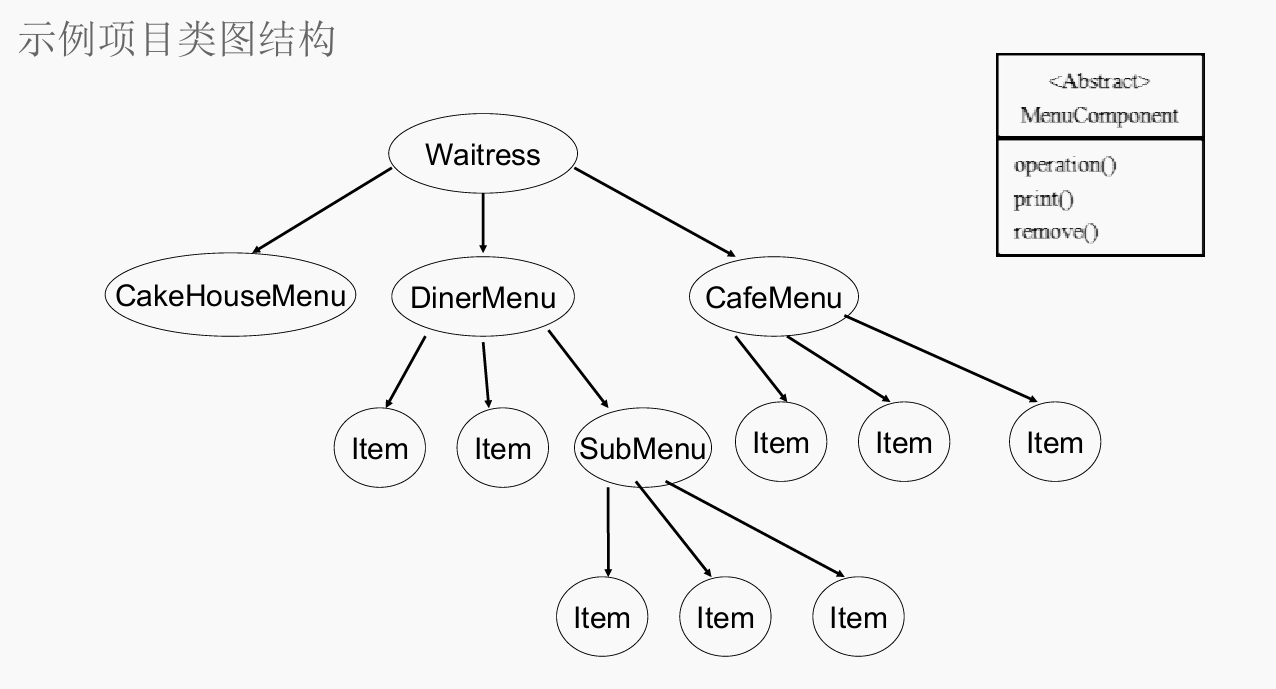 示例项目类图结构
<Abstract>
MenuComponent
operation()
print()
remove()
Waitress
CakeHouseMenu
DinerMenu
CafeMenu
Item
Item
SubMenu
Item
Item
Item
Item
Item
Item